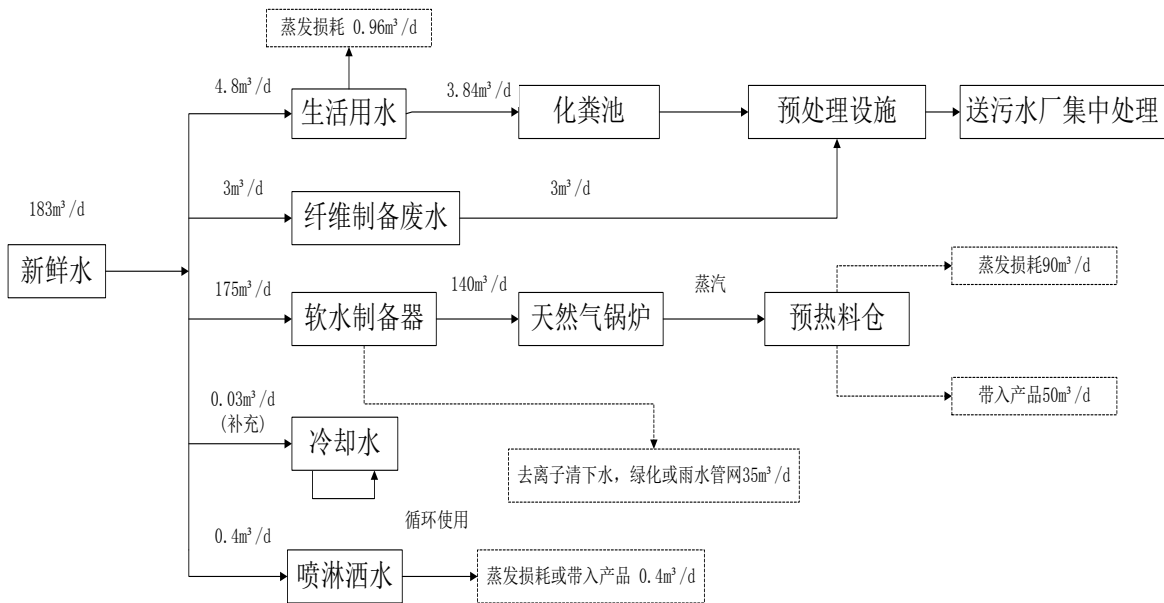 蒸发损耗 0.96m³/d
4.8m³/d
生活用水
3.84m³/d
化粪池
预处理设施
送污水厂集中处理
3m³/d
纤维制备废水
3m³/d
183m³/d
新鲜水
蒸发损耗90m³/d
175m³/d
软水制备器
140m³/d
天然气锅炉
蒸汽
预热料仓
带入产品50m³/d
0.03m³/d
(补充)
冷却水
去离子清下水，绿化或雨水管网35m³/d
循环使用
0.4m³/d
喷淋洒水
蒸发损耗或带入产品 0.4m³/d